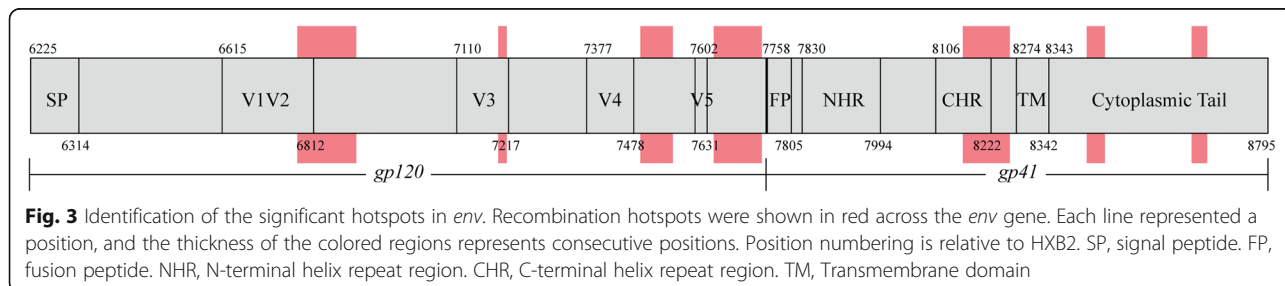 6225 6615 7110 7377 7602 7758 7830 8106 8274 8343
SP V1V2 V3 V4 V5 FP NHR CHR TM Cytoplasmic Tail
6314 6812 7217 7478 7631 7805 7994 8222 8342 8795
gp120 gp41
Fig. 3 Identification of the significant hotspots in env. Recombination hotspots were shown in red across the env gene. Each line represented a
position, and the thickness of the colored regions represents consecutive positions. Position numbering is relative to HXB2. SP, signal peptide. FP,
fusion peptide. NHR, N-terminal helix repeat region. CHR, C-terminal helix repeat region. TM, Transmembrane domain